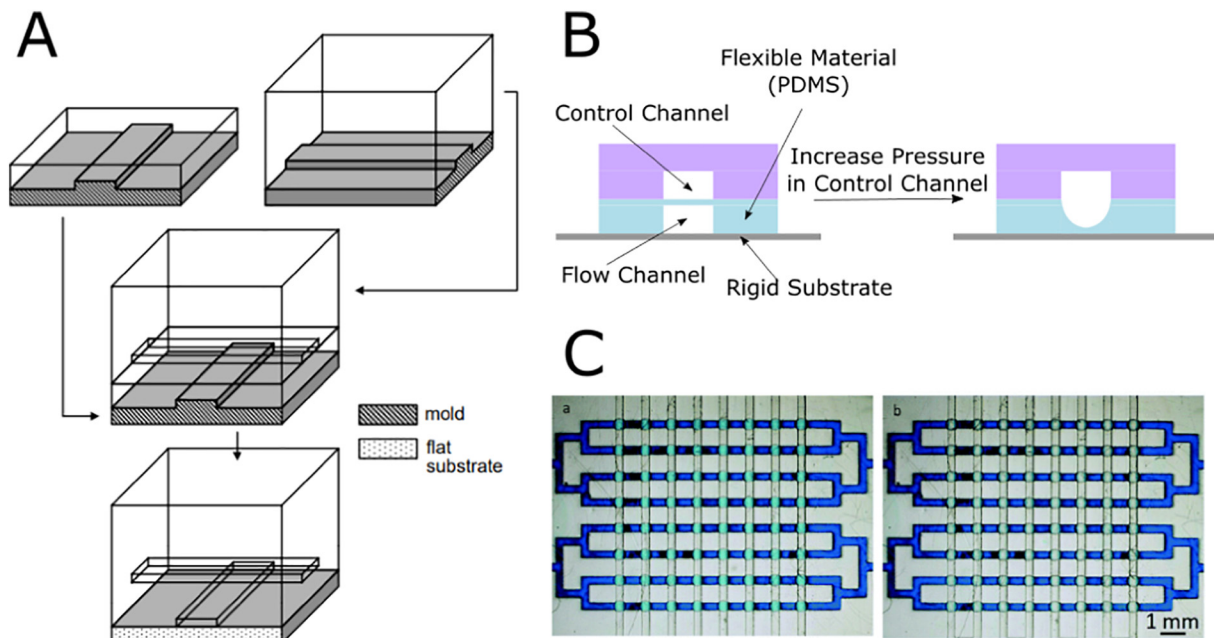 A
mold
flat
substrate
B
Flexible Material
(PDMS)
Control Channel
Increase Pressure
in Control Channel
Flow Channel
Rigid Substrate
C
a
b
1 mm